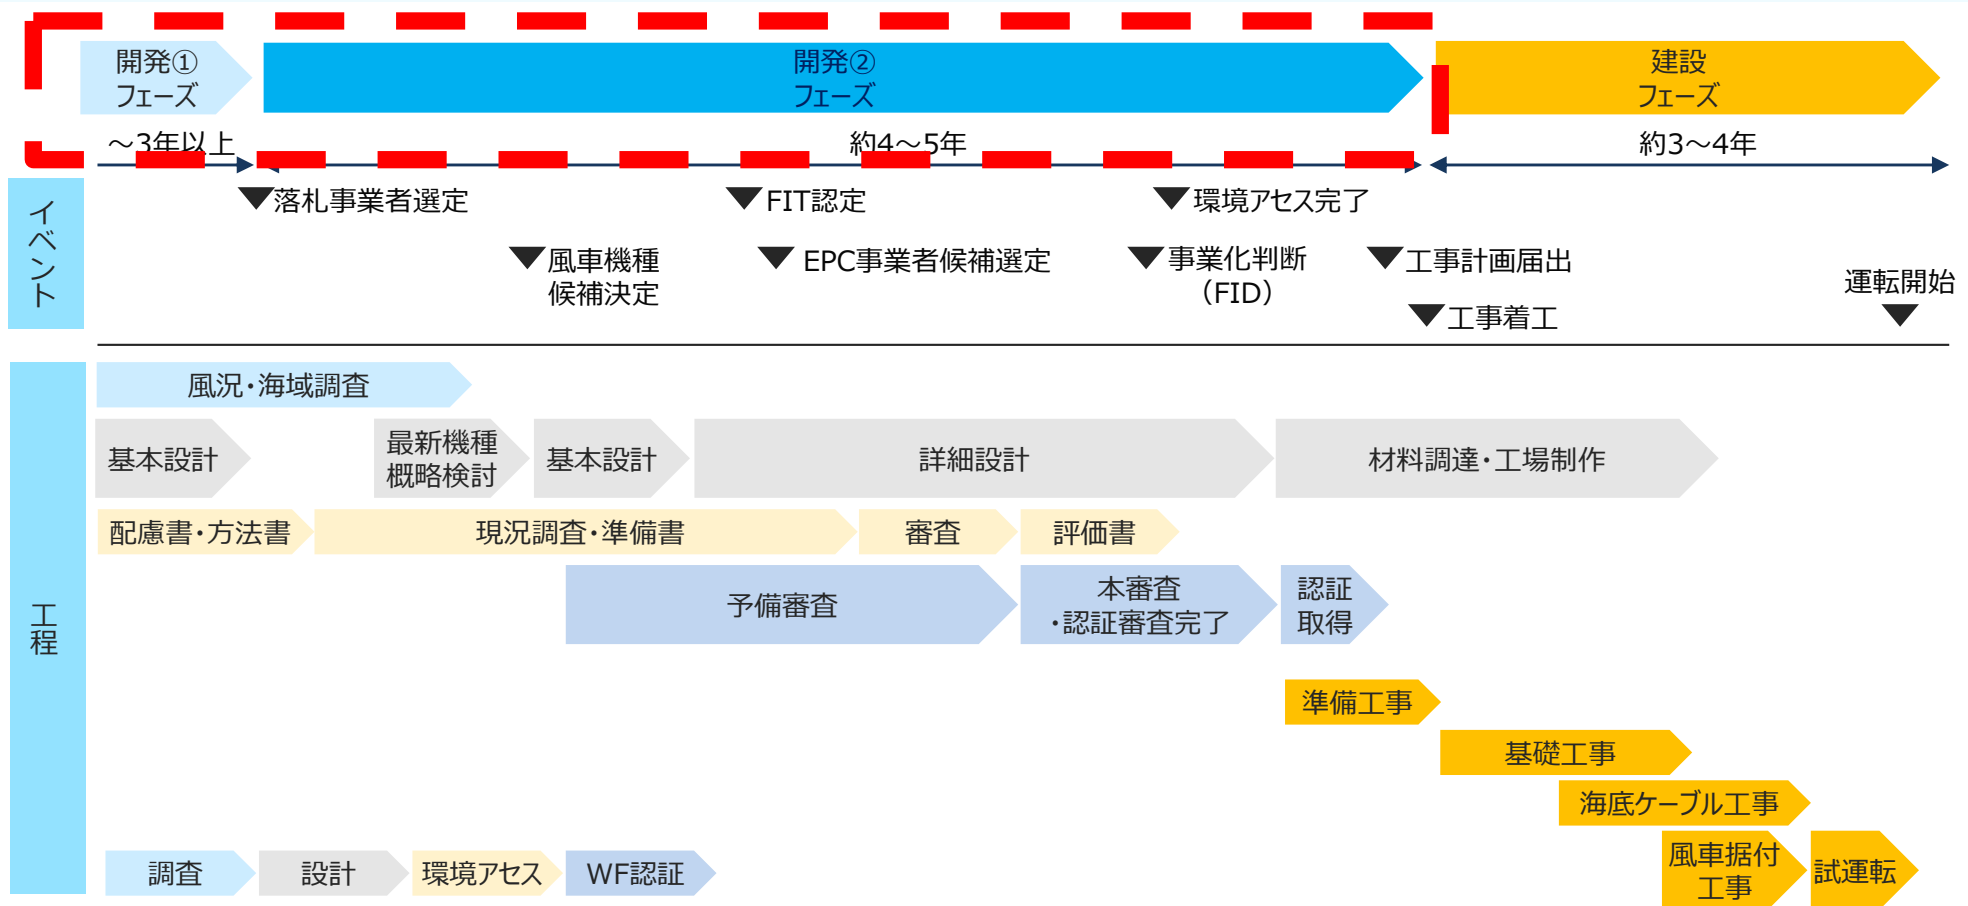 開発①
フェーズ
開発②
フェーズ
建設
フェーズ
～3年以上
約4～5年
約3～4年
イベント
▼落札事業者選定
▼FIT認定
▼環境アセス完了
▼風車機種
候補決定
▼EPC事業者候補選定
▼事業化判断
（FID）
▼工事計画届出
運転開始
▼
▼工事着工
工程
風況・海域調査
基本設計
最新機種
概略検討
基本設計
詳細設計
材料調達・工場制作
配慮書・方法書
現況調査・準備書
審査
評価書
予備審査
本審査
・認証審査完了
認証
取得
準備工事
基礎工事
海底ケーブル工事
風車据付
工事
試運転
調査
設計
環境アセス
WF認証